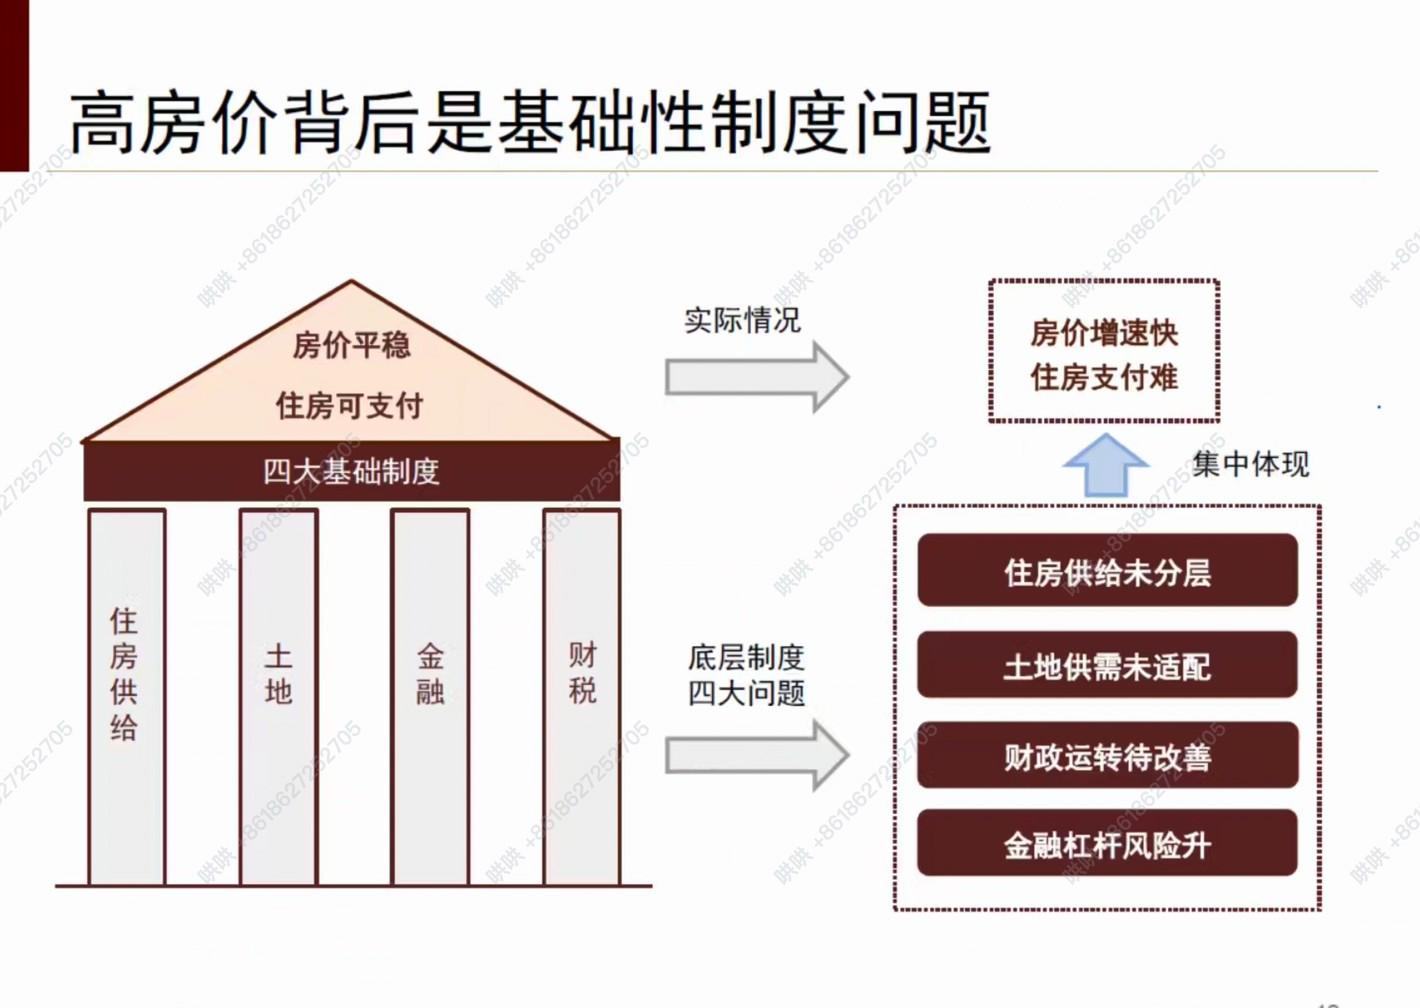 高房价背后是基础性制度问题
房价平稳
住房可支付
四大基础制度
住房供给
土地
金融
财税
实际情况
底层制度
四大问题
房价增速快
住房支付难
集中体现
住房供给未分层
土地供需未适配
财政运转待改善
金融杠杆风险升
哄哄 +8618627252705